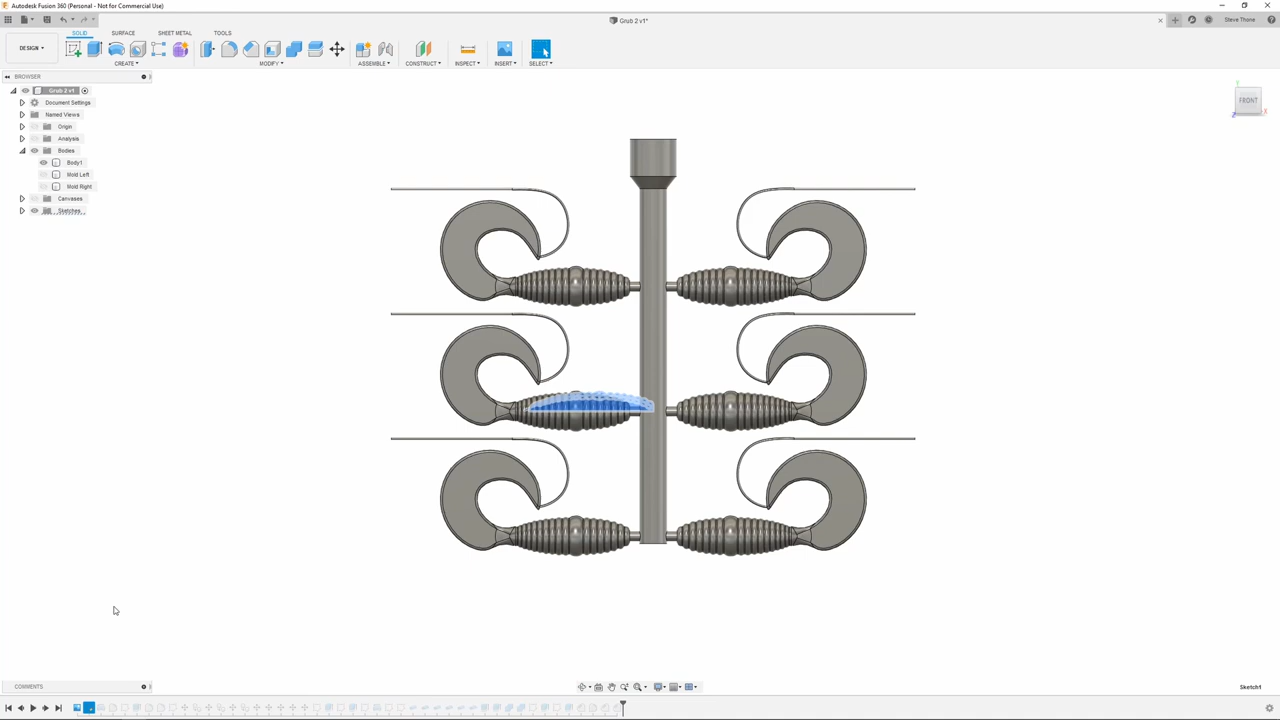 Autodesk Fusion 360 (Personal - Not for Commercial Use)
Grub 2 v1*
Steve Thone
DESIGN
SOLID
SURFACE
SHEET METAL
TOOLS
CREATE
MODIFY
ASSEMBLE
CONSTRUCT
INSPECT
INSERT
SELECT
BROWSER
Grub 2 v1
Document Settings
Named Views
Origin
Analysis
Bodies
Body1
Mold Left
Mold Right
Canvases
Sketches
Y
FRONT
Z
X
COMMENTS
Sketch1